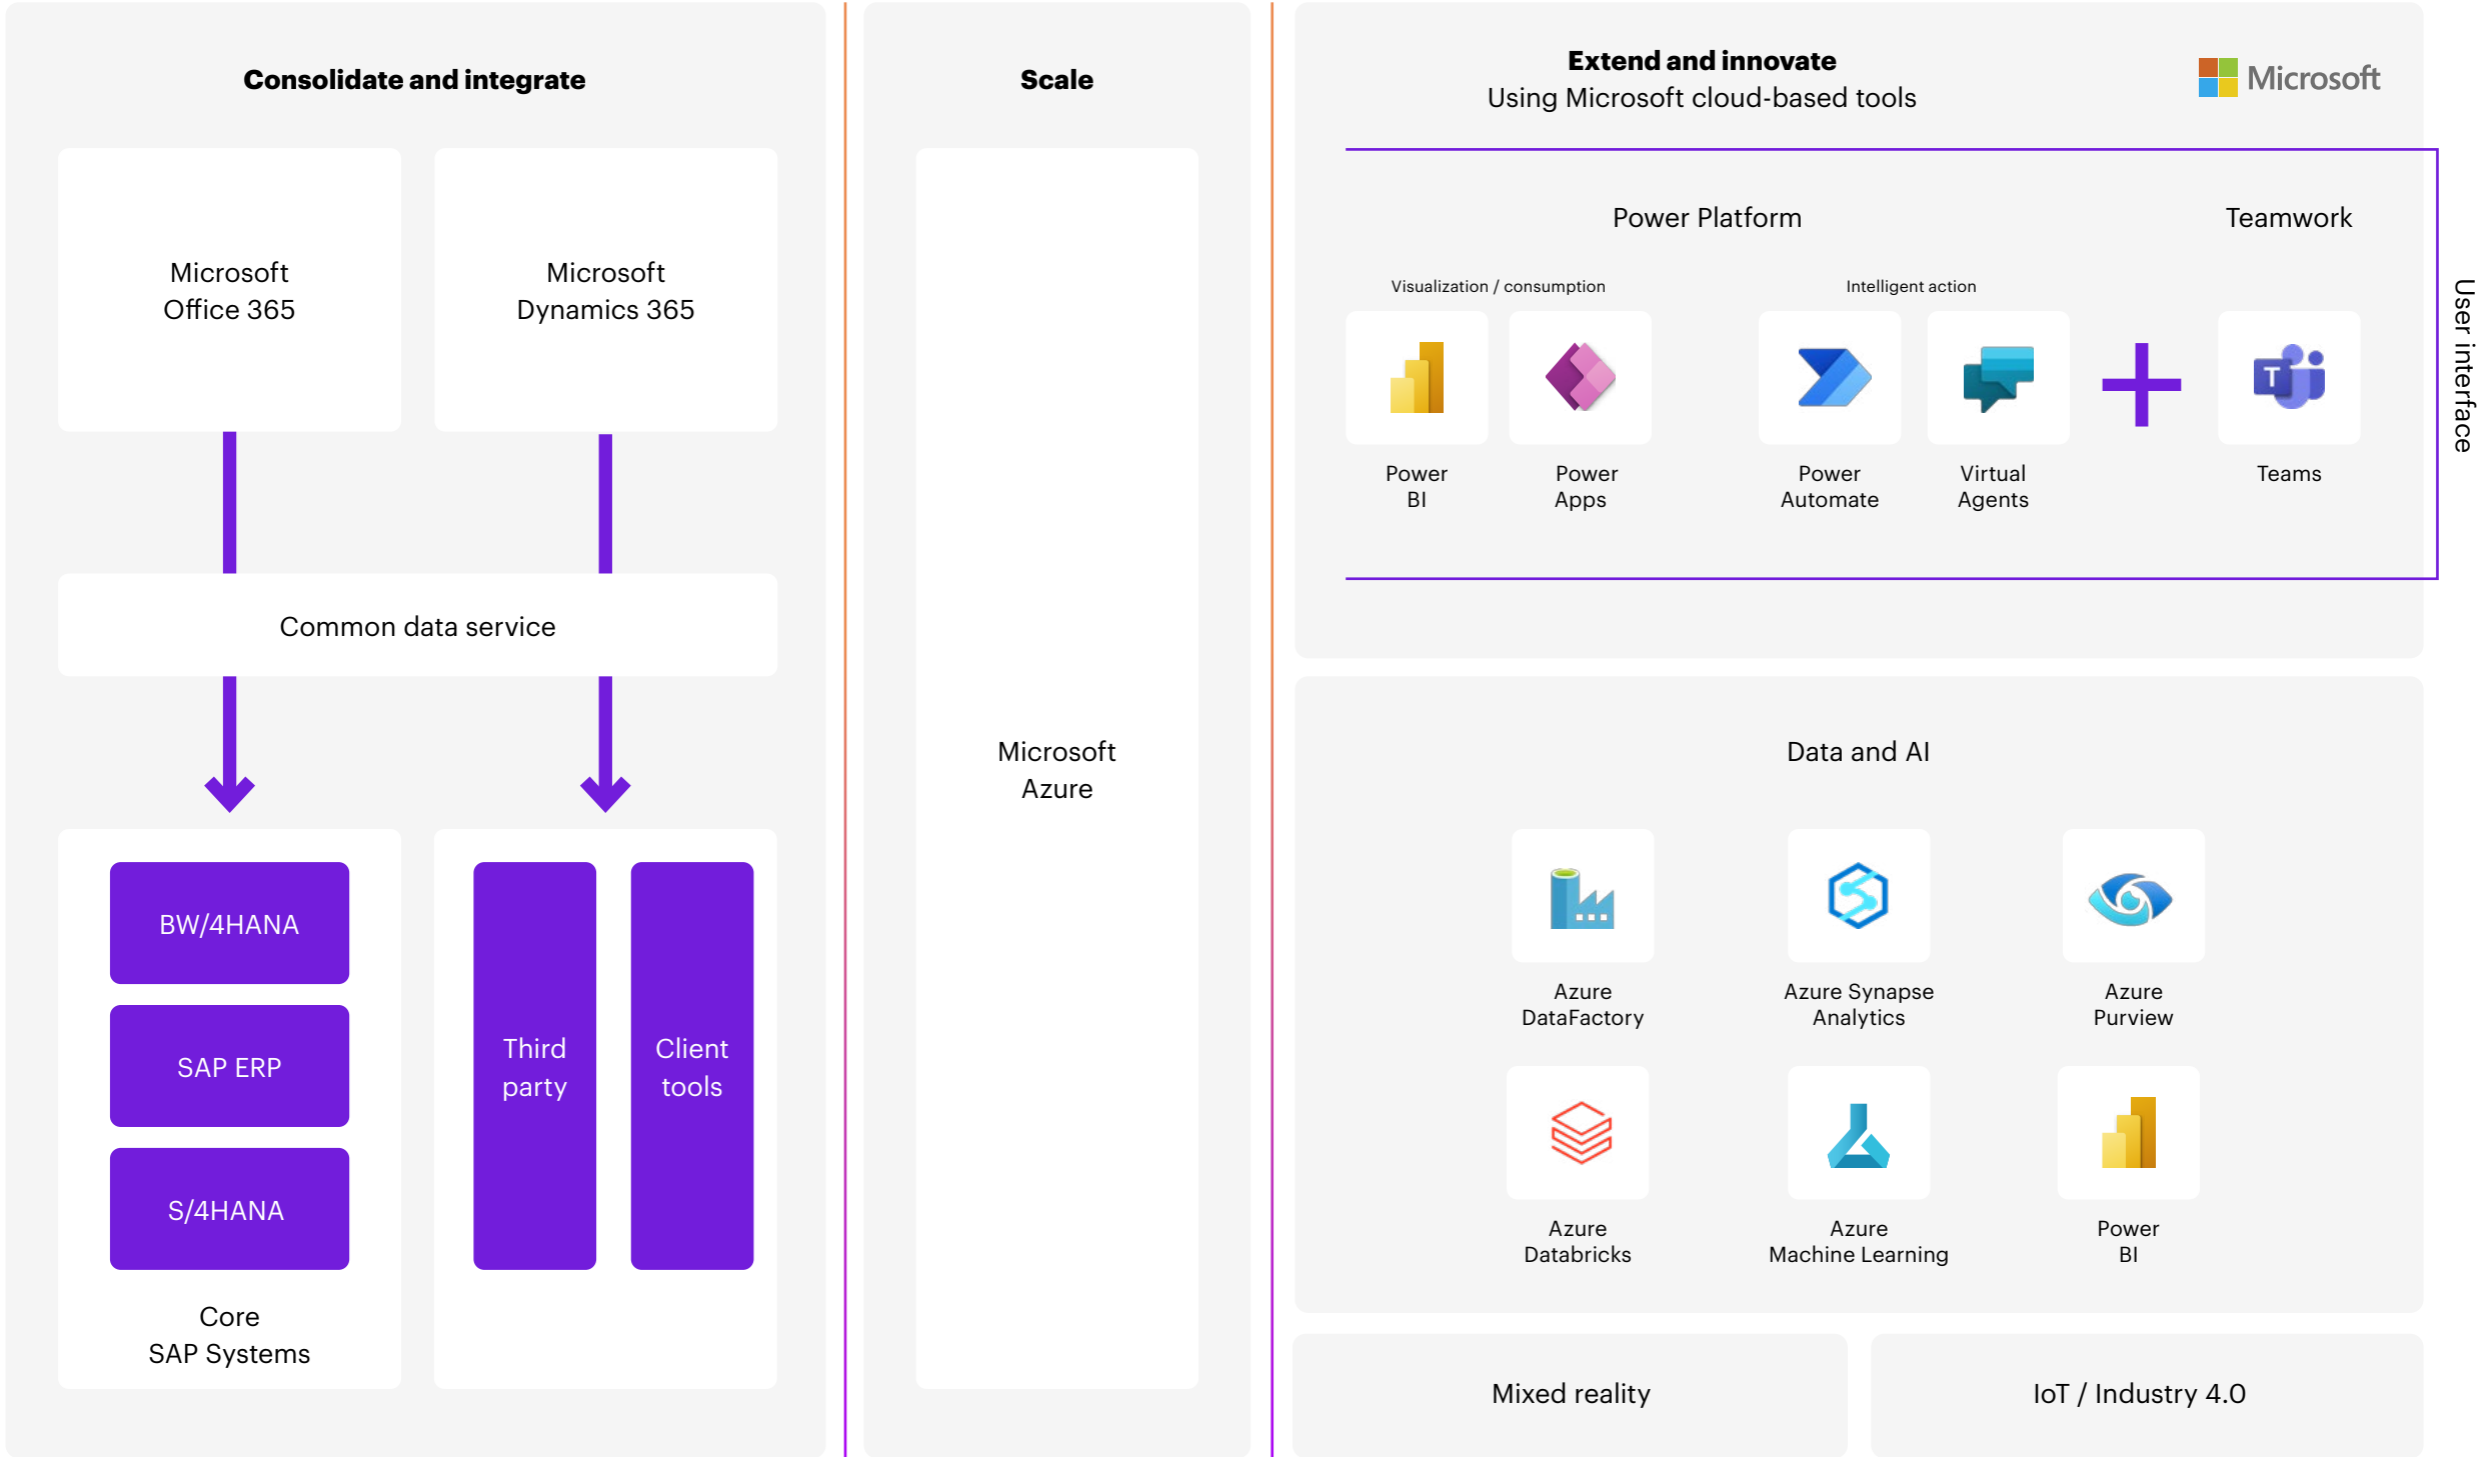 Consolidate and integrate
Microsoft
Office 365
Microsoft
Dynamics 365
Common data service
BW/4HANA
SAP ERP
S/4HANA
Core
SAP Systems
Third
party
Client
tools
Scale
Microsoft
Azure
Extend and innovate
Using Microsoft cloud-based tools
Microsoft
Power Platform
Teamwork
Visualization / consumption
Intelligent action
Power
BI
Power
Apps
Power
Automate
Virtual
Agents
T
Teams
User interface
Data and AI
Azure
DataFactory
Azure Synapse
Analytics
Azure
Purview
Azure
Databricks
Azure
Machine Learning
Power
BI
Mixed reality
IoT / Industry 4.0